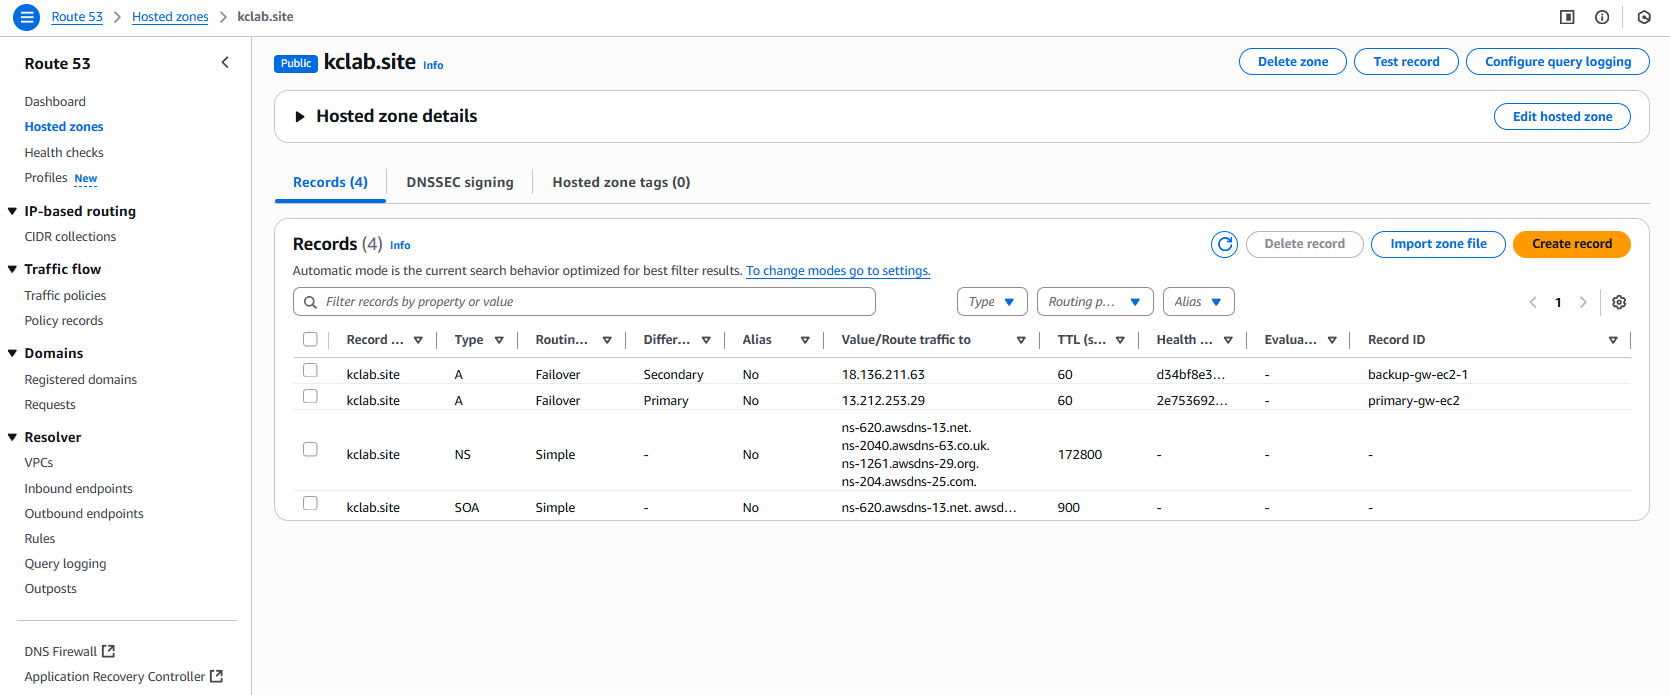 Route 53 > Hosted zones > kclab.site
Route 53
Dashboard
Hosted zones
Health checks
Profiles New
IP-based routing
CIDR collections
Traffic flow
Traffic policies
Policy records
Domains
Registered domains
Requests
Resolver
VPCs
Inbound endpoints
Outbound endpoints
Rules
Query logging
Outposts
DNS Firewall
Application Recovery Controller
Public kclab.site Info
Delete zone Test record Configure query logging
Hosted zone details Edit hosted zone
Records (4) DNSSEC signing Hosted zone tags (0)
Records (4) Info
Delete record Import zone file Create record
Automatic mode is the current search behavior optimized for best filter results. To change modes go to settings.
Filter records by property or value Type Routing p... Alias 1
Record ... Type Routin... Differ... Alias Value/Route traffic to TTL (s... Health ... Evalua... Record ID
kclab.site A Failover Secondary No 18.136.211.63 60 d34bf8e3... - backup-gw-ec2-1
kclab.site A Failover Primary No 13.212.253.29 60 2e753692... - primary-gw-ec2
ns-620.awsdns-13.net.
ns-2040.awsdns-63.co.uk.
kclab.site NS Simple - No 172800 - - -
ns-1261.awsdns-29.org.
ns-204.awsdns-25.com.
kclab.site SOA Simple - No ns-620.awsdns-13.net. awsd... 900 - - -